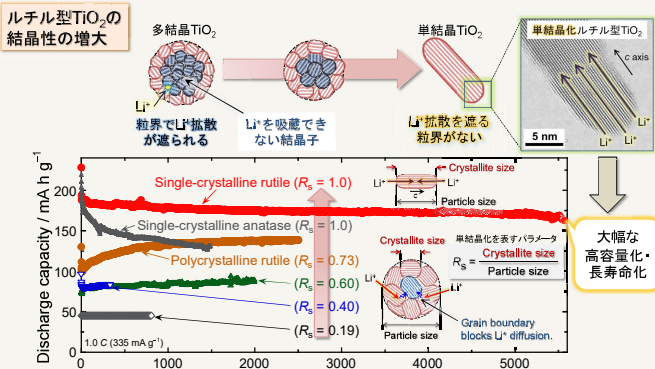 ルチル型TiO₂の
結晶性の増大
多結晶TiO₂
単結晶TiO₂
単結晶化ルチル型TiO₂
c axis
Li⁺
Li⁺
5 nm
Li⁺
粒界でLi⁺拡散
が遮られる
Li⁺を吸蔵でき
ない結晶子
Li⁺拡散を遮る
粒界がない
Discharge capacity / mA h g⁻¹
200
150
100
50
0
0
1000
2000
3000
4000
5000
Single-crystalline rutile (Rs = 1.0)
Single-crystalline anatase (Rs = 1.0)
Polycrystalline rutile (Rs = 0.73)
(Rs = 0.60)
(Rs = 0.40)
(Rs = 0.19)
1.0 C (335 mA g⁻¹)
Crystallite size
Li⁺
Li⁺
c
Particle size
Crystallite size
Li⁺
Li⁺
Particle size
単結晶化を表すパラメータ
Rs = Crystallite size
Particle size
Grain boundary
blocks Li⁺ diffusion.
大幅な
高容量化・
長寿命化